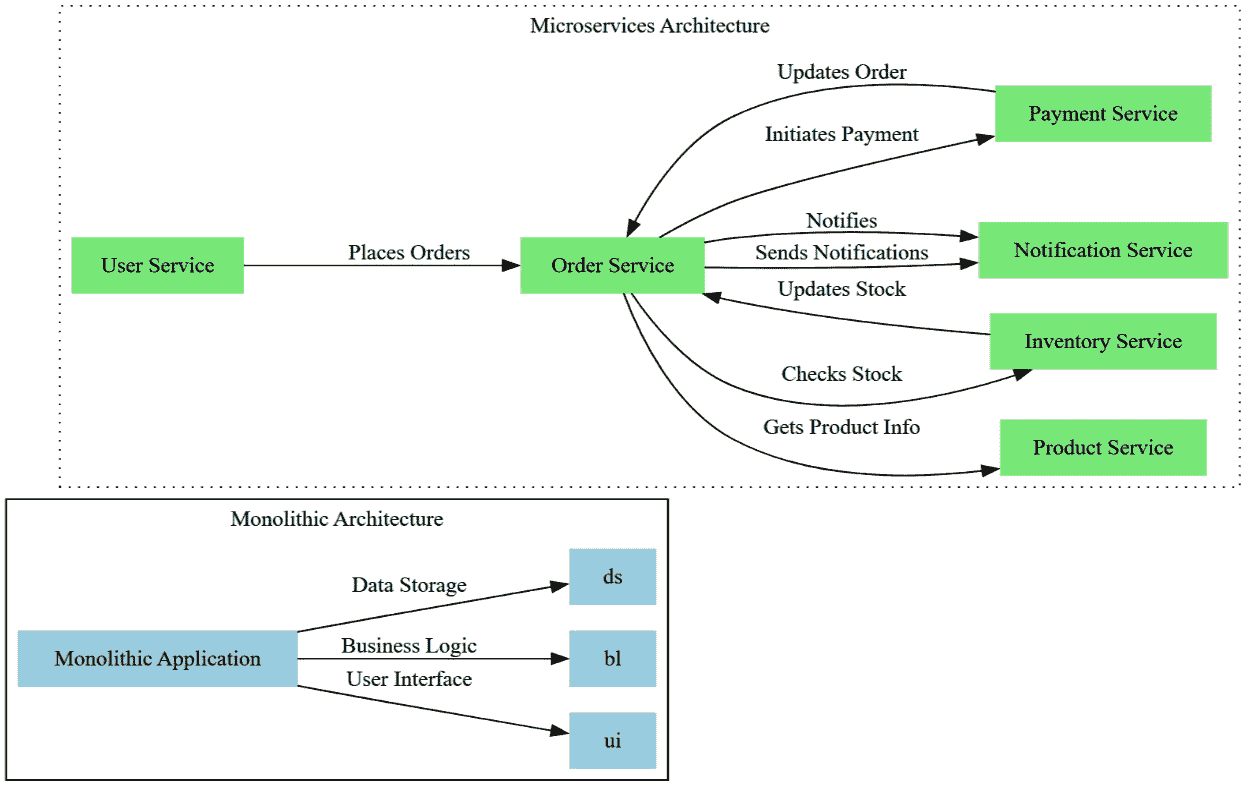 Microservices Architecture
Updates Order
Payment Service
Initiates Payment
Notifies
User Service
Places Orders
Order Service
Sends Notifications
Notification Service
Updates Stock
Inventory Service
Checks Stock
Gets Product Info
Product Service
Monolithic Architecture
Data Storage
ds
Monolithic Application
Business Logic
bl
User Interface
ui